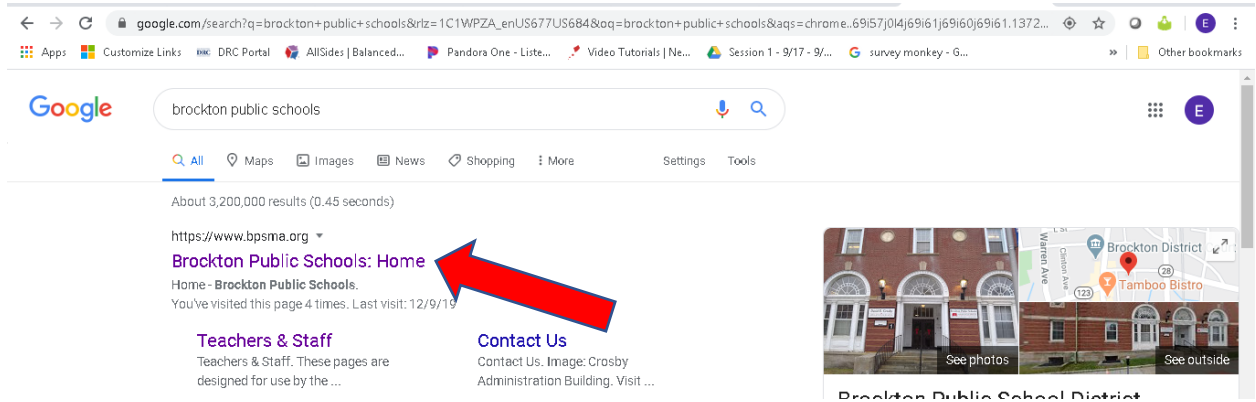 google.com/search?q=brockton+public+schools&rlz=1C1WPZA_enUS677US684&oq=brockton+public+schools&aqs=chrome..69i57j0l4j69i61j69i60j69i61.1372... E
Apps Customize Links DRC Portal AllSides | Balanced... Pandora One - Liste... Video Tutorials | Ne... Session 1 - 9/17 - 9/... G survey monkey - G... » Other bookmarks
Google brockton public schools E
All Maps Images News Shopping More Settings Tools
About 3,200,000 results (0.45 seconds)
https://www.bpsma.org
Brockton Public Schools: Home
Home - Brockton Public Schools.
You've visited this page 4 times. Last visit: 12/9/19
Teachers & Staff
Teachers & Staff. These pages are
designed for use by the ...
Contact Us
Contact Us. Image: Crosby
Administration Building. Visit ...
L St
Warren Ave
Clinton Ave
Brockton District
28
123
Tamboo Bistro
See photos
See outside
Brockton Public School District